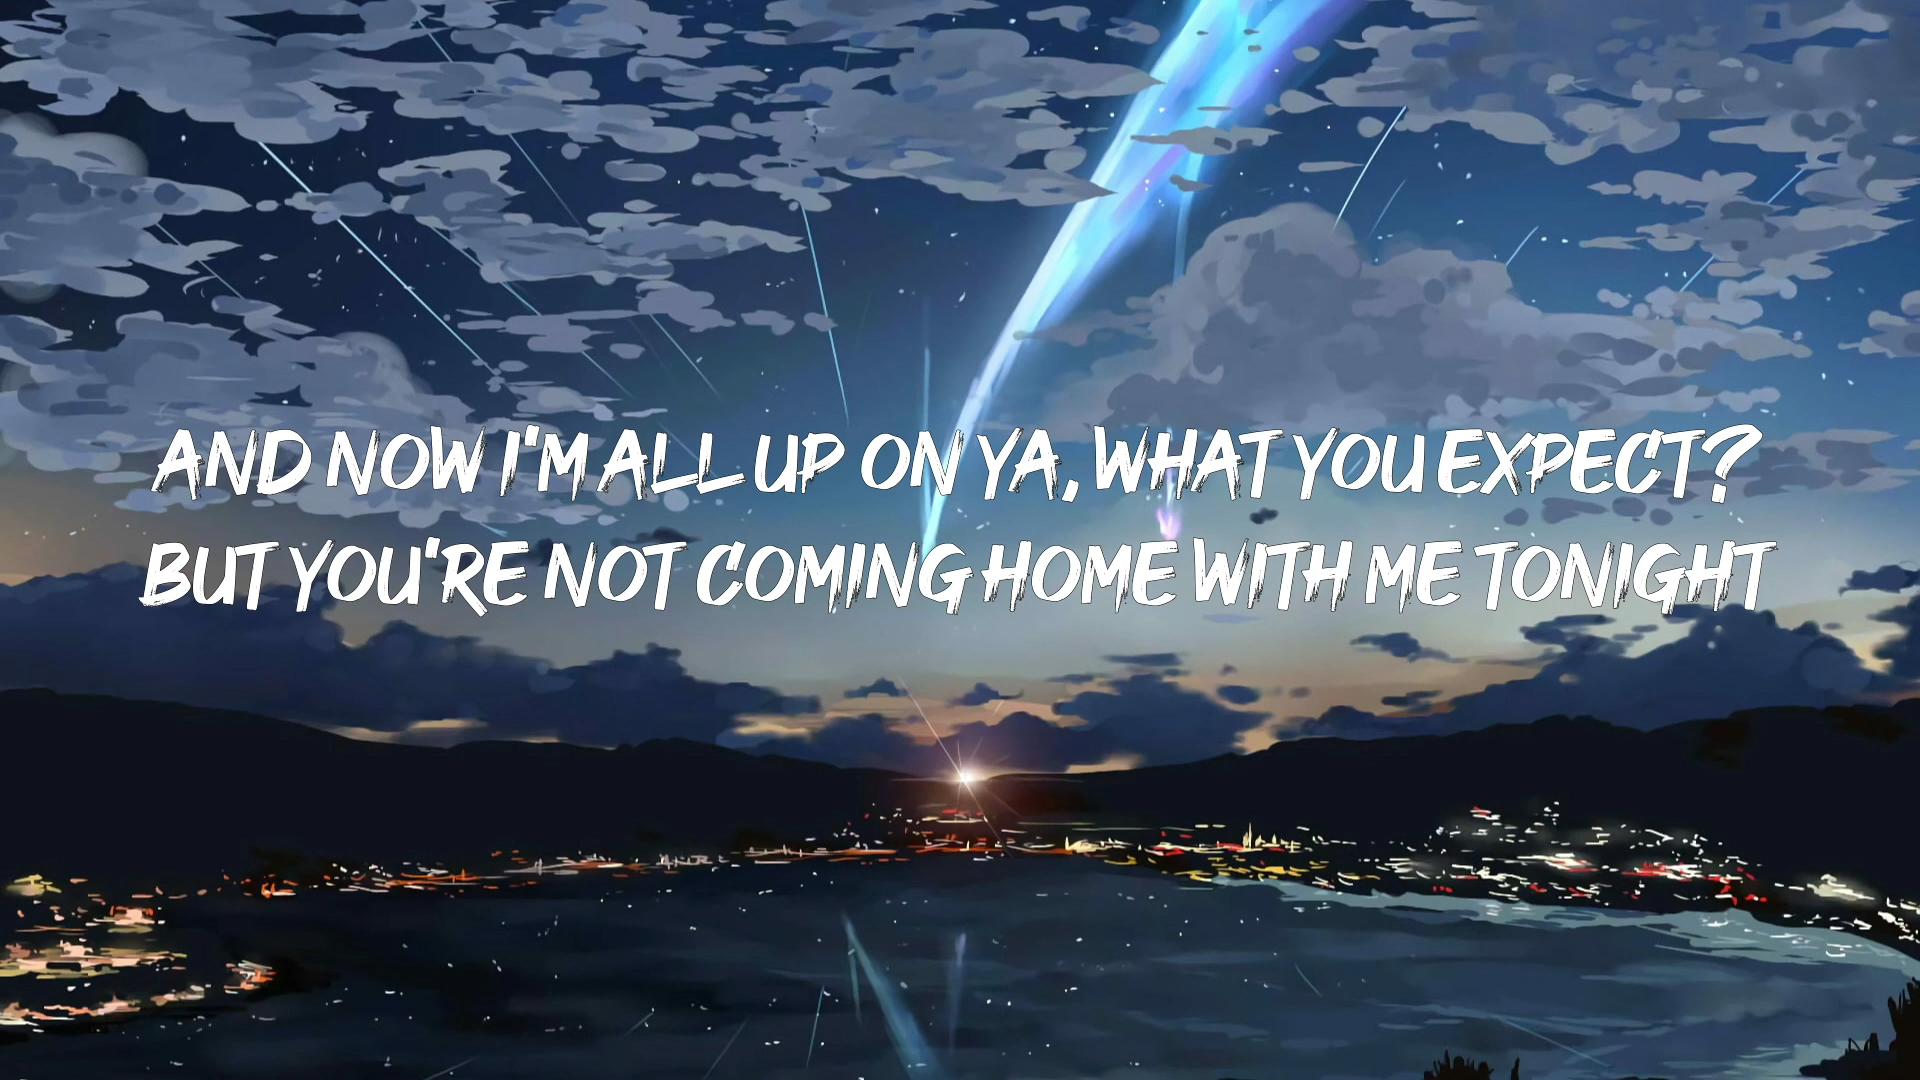 AND NOW I'M ALL UP ON YA, WHAT YOU EXPECT?
BUT YOU'RE NOT COMING HOME WITH ME TONIGHT